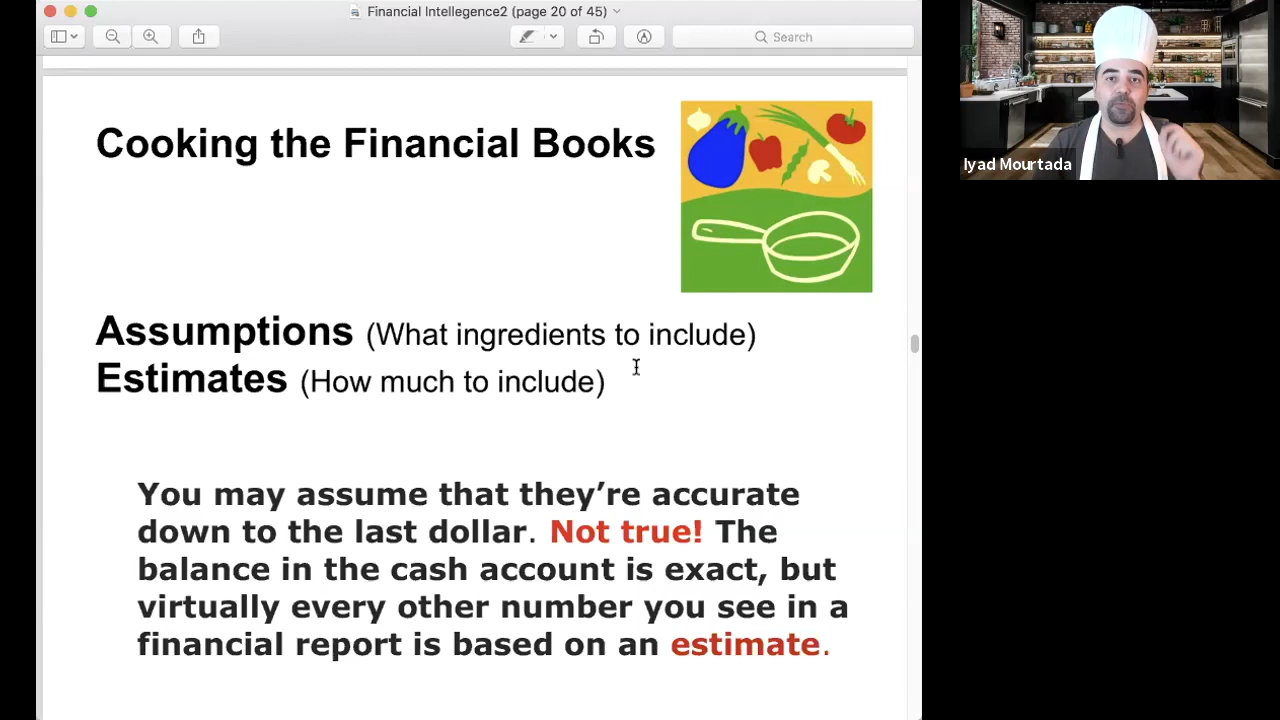 Financial Intellegence2 (page 20 of 45)
Search
Cooking the Financial Books
Assumptions (What ingredients to include)
Estimates (How much to include)
You may assume that they’re accurate
down to the last dollar. Not true! The
balance in the cash account is exact, but
virtually every other number you see in a
financial report is based on an estimate.
Iyad Mourtada